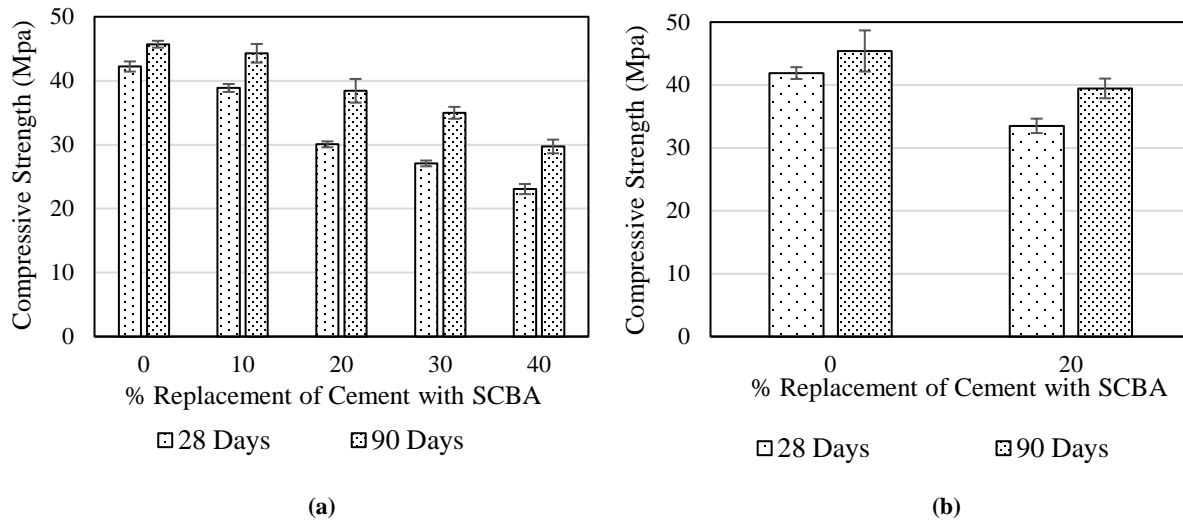 50
40
30
20
10
0
Compressive Strength (Mpa)
0 10 20 30 40
% Replacement of Cement with SCBA
28 Days 90 Days
(a)
50
40
30
20
10
0
Compressive Strength (Mpa)
0 20
% Replacement of Cement with SCBA
28 Days 90 Days
(b)